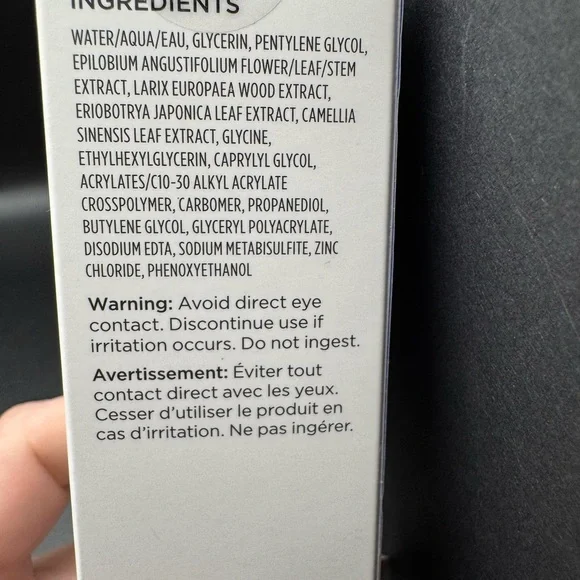 INGREDIENTS
WATER/AQUA/EAU, GLYCERIN, PENTYLENE GLYCOL,
EPILOBIUM ANGUSTIFOLIUM FLOWER/LEAF/STEM
EXTRACT, LARIX EUROPAEA WOOD EXTRACT,
ERIOBOTRYA JAPONICA LEAF EXTRACT, CAMELLIA
SINENSIS LEAF EXTRACT, GLYCINE,
ETHYLHEXYLGLYCERIN, CAPRYLYL GLYCOL,
ACRYLATES/C10-30 ALKYL ACRYLATE
CROSSPOLYMER, CARBOMER, PROPANEDIOL,
BUTYLENE GLYCOL, GLYCERYL POLYACRYLATE,
DISODIUM EDTA, SODIUM METABISULFITE, ZINC
CHLORIDE, PHENOXYETHANOL
Warning: Avoid direct eye
contact. Discontinue use if
irritation occurs. Do not ingest.
Avertissement: Éviter tout
contact direct avec les yeux.
Cesser d'utiliser le produit en
cas d'irritation. Ne pas ingérer.